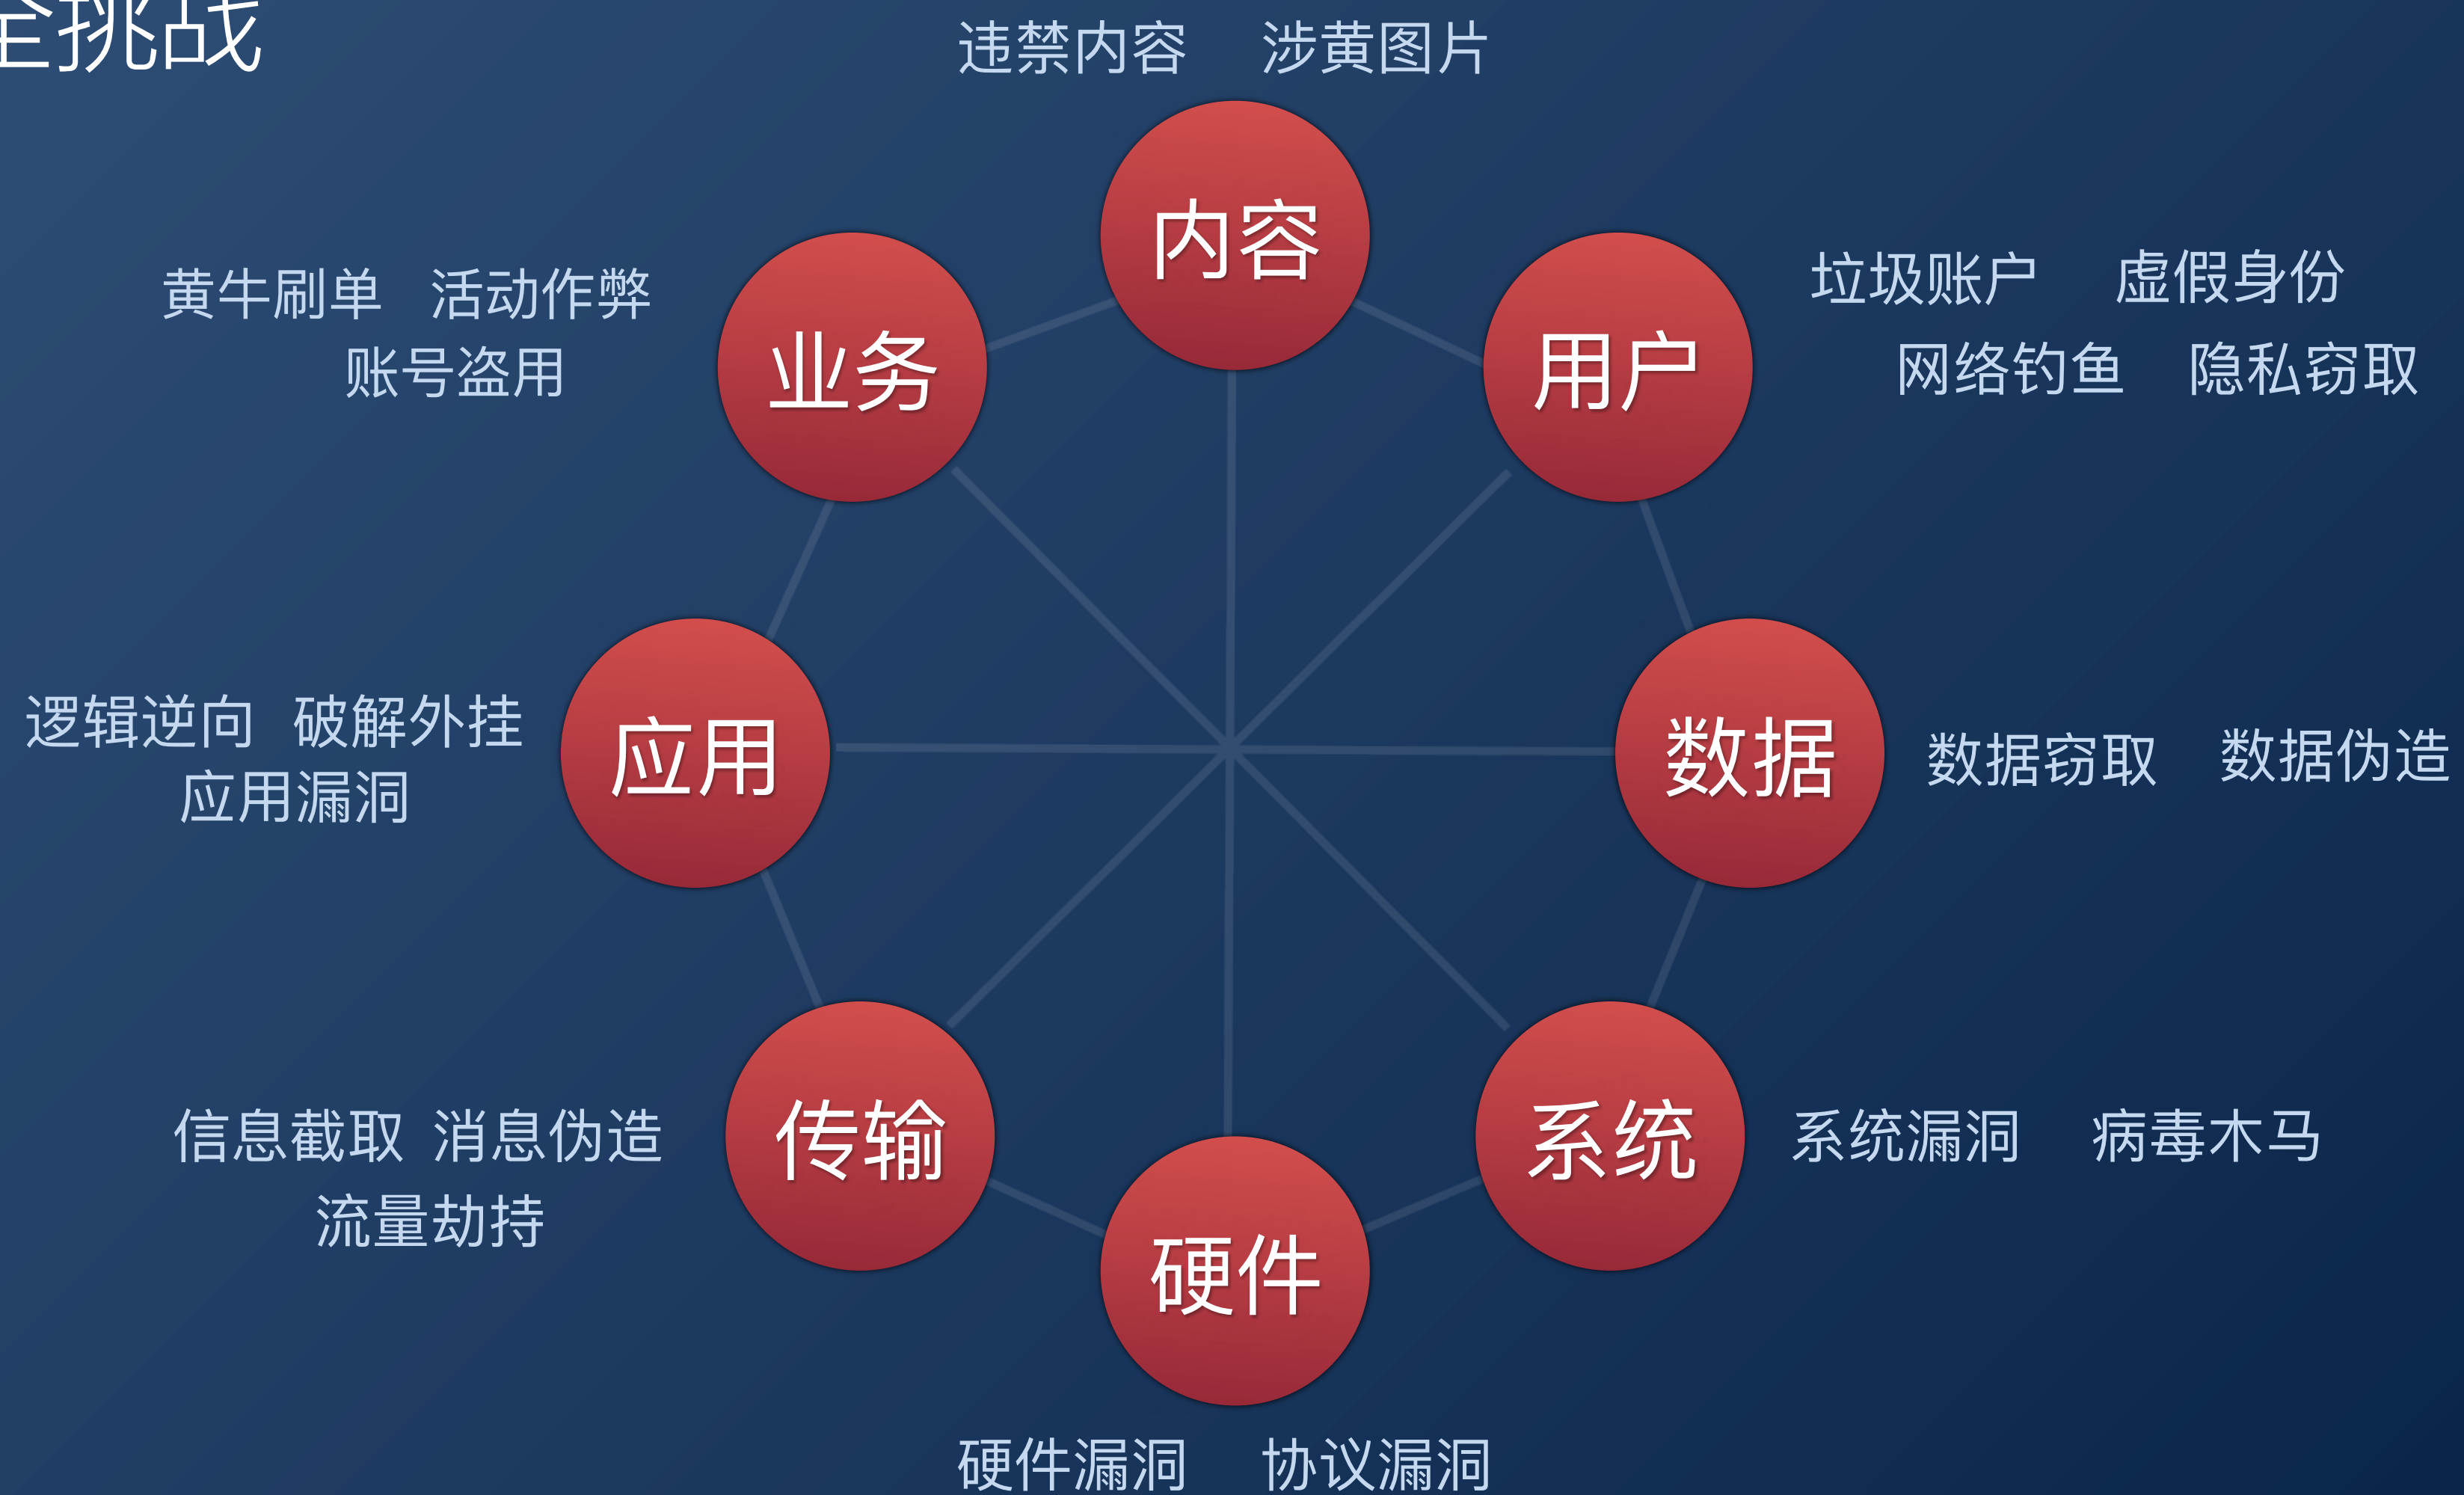 全挑战
违禁内容 涉黄图片
内容
业务
用户
黄牛刷单 活动作弊
账号盗用
垃圾账户 虚假身份
网络钓鱼 隐私窃取
应用
数据
逻辑逆向 破解外挂
应用漏洞
数据窃取 数据伪造
传输
系统
信息截取 消息伪造
流量劫持
系统漏洞 病毒木马
硬件
硬件漏洞 协议漏洞